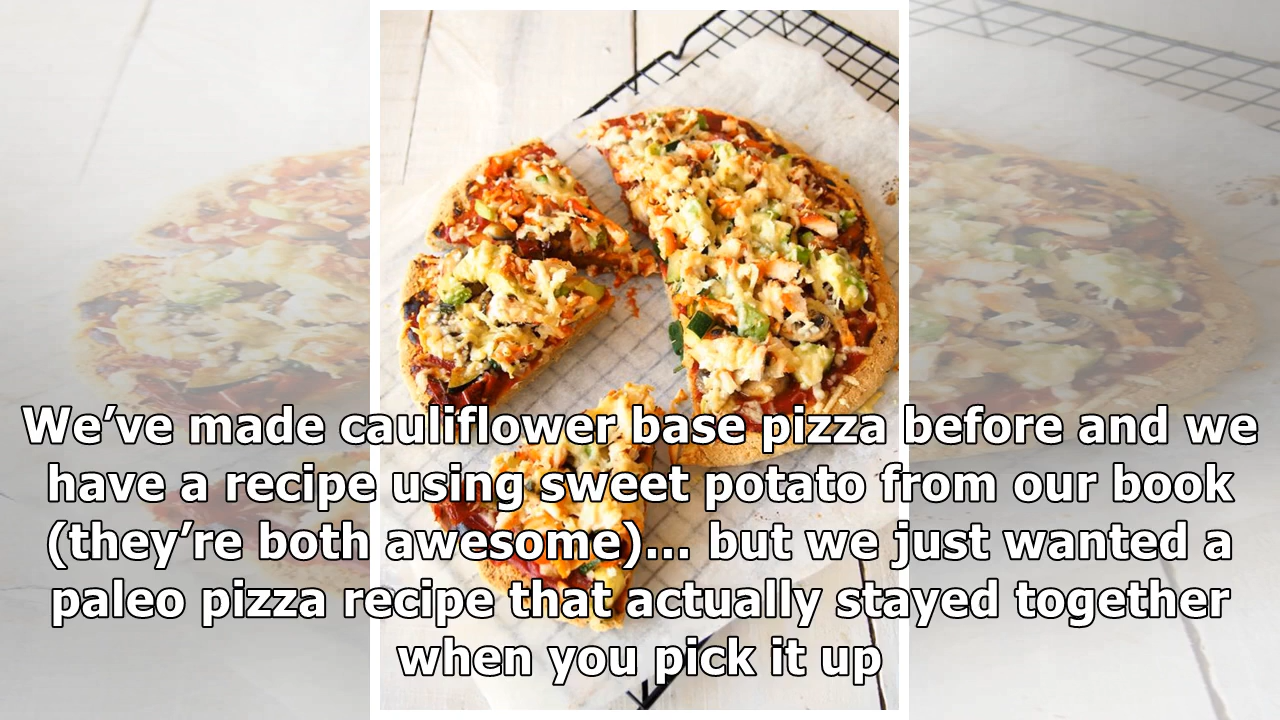 We’ve made cauliflower base pizza before and we
have a recipe using sweet potato from our book
(they’re both awesome)... but we just wanted a
paleo pizza recipe that actually stayed together
when you pick it up